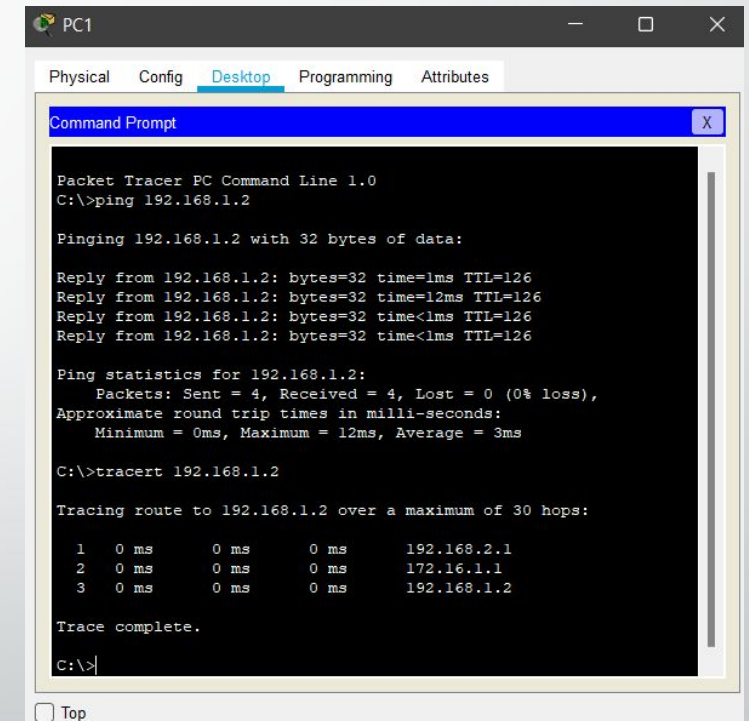 PC1
Physical Config Desktop Programming Attributes
Command Prompt X
Packet Tracer PC Command Line 1.0
C:\>ping 192.168.1.2
Pinging 192.168.1.2 with 32 bytes of data:
Reply from 192.168.1.2: bytes=32 time=1ms TTL=126
Reply from 192.168.1.2: bytes=32 time=12ms TTL=126
Reply from 192.168.1.2: bytes=32 time<1ms TTL=126
Reply from 192.168.1.2: bytes=32 time<1ms TTL=126
Ping statistics for 192.168.1.2:
Packets: Sent = 4, Received = 4, Lost = 0 (0% loss),
Approximate round trip times in milli-seconds:
Minimum = 0ms, Maximum = 12ms, Average = 3ms
C:\>tracert 192.168.1.2
Tracing route to 192.168.1.2 over a maximum of 30 hops:
1 0 ms 0 ms 0 ms 192.168.2.1
2 0 ms 0 ms 0 ms 172.16.1.1
3 0 ms 0 ms 0 ms 192.168.1.2
Trace complete.
C:\>
Top